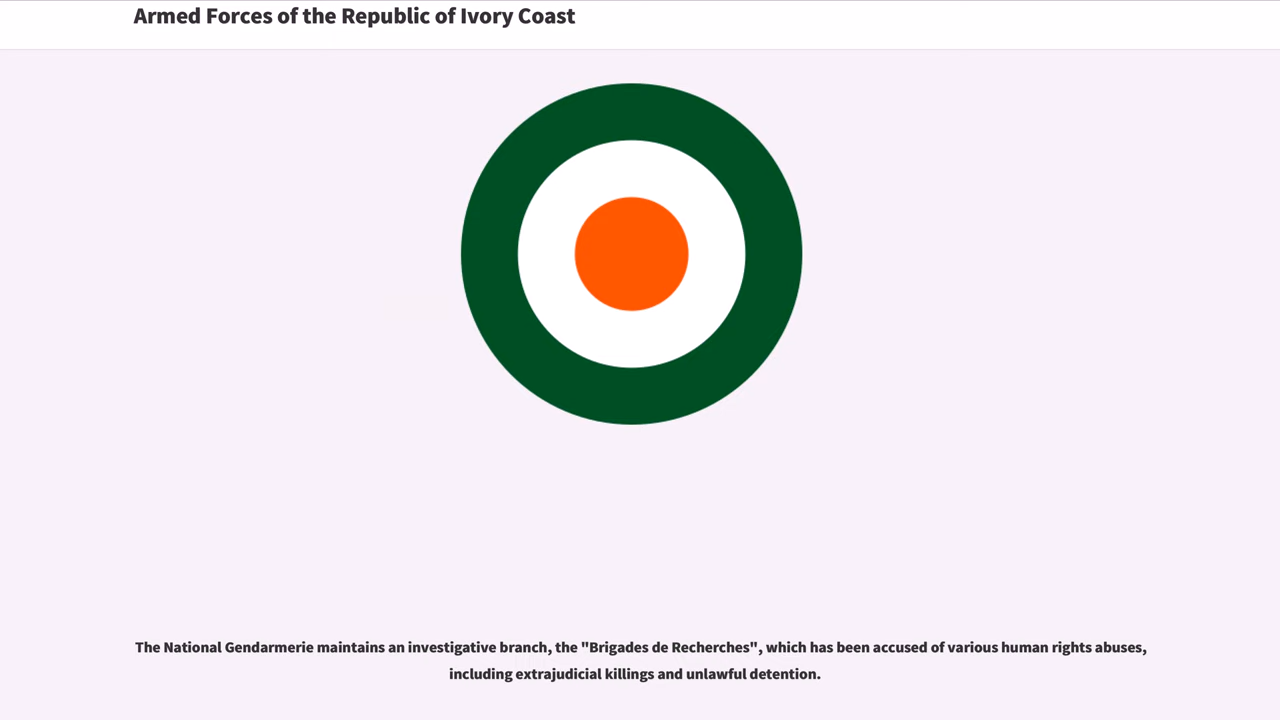 Armed Forces of the Republic of Ivory Coast
The National Gendarmerie maintains an investigative branch, the "Brigades de Recherches", which has been accused of various human rights abuses,
including extrajudicial killings and unlawful detention.